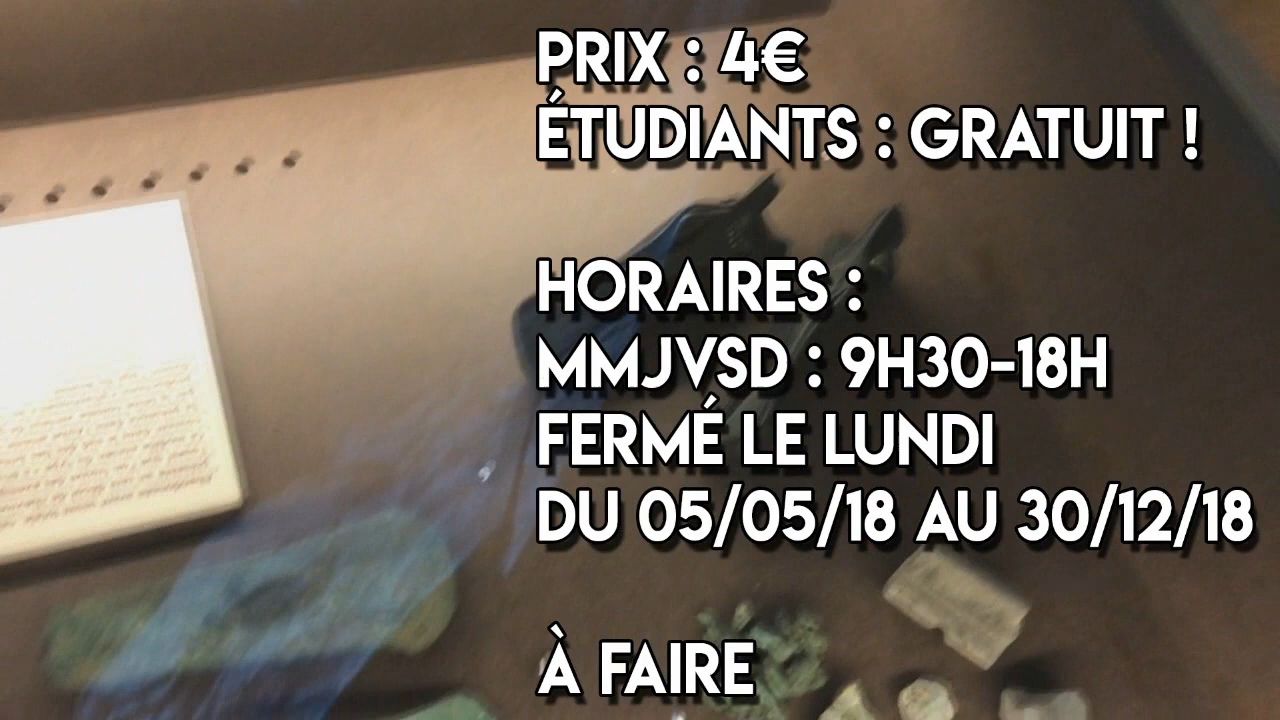 PRIX : 4€
ÉTUDIANTS : GRATUIT !
HORAIRES :
MMJVSD : 9H30-18H
FERMÉ LE LUNDI
DU 05/05/18 AU 30/12/18
À FAIRE